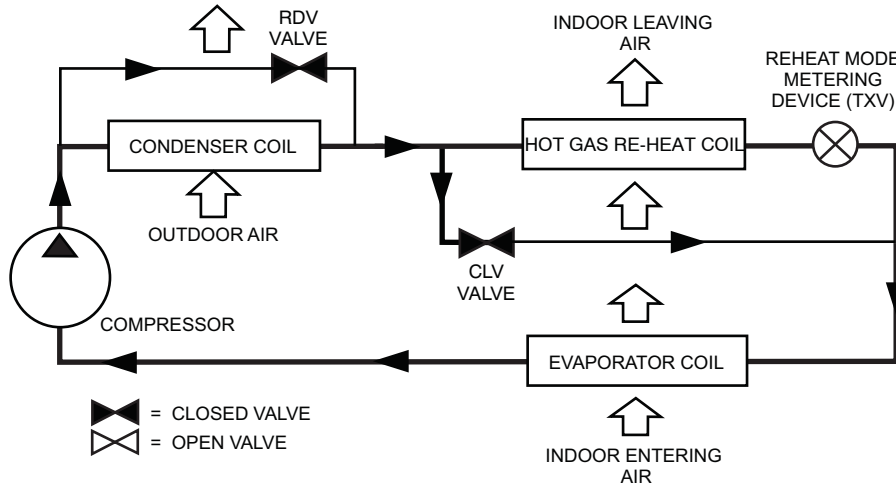 RDV
VALVE
INDOOR LEAVING
AIR
REHEAT MODE
METERING
DEVICE (TXV)
CONDENSER COIL
HOT GAS RE-HEAT COIL
OUTDOOR AIR
CLV
VALVE
COMPRESSOR
EVAPORATOR COIL
= CLOSED VALVE
= OPEN VALVE
INDOOR ENTERING
AIR